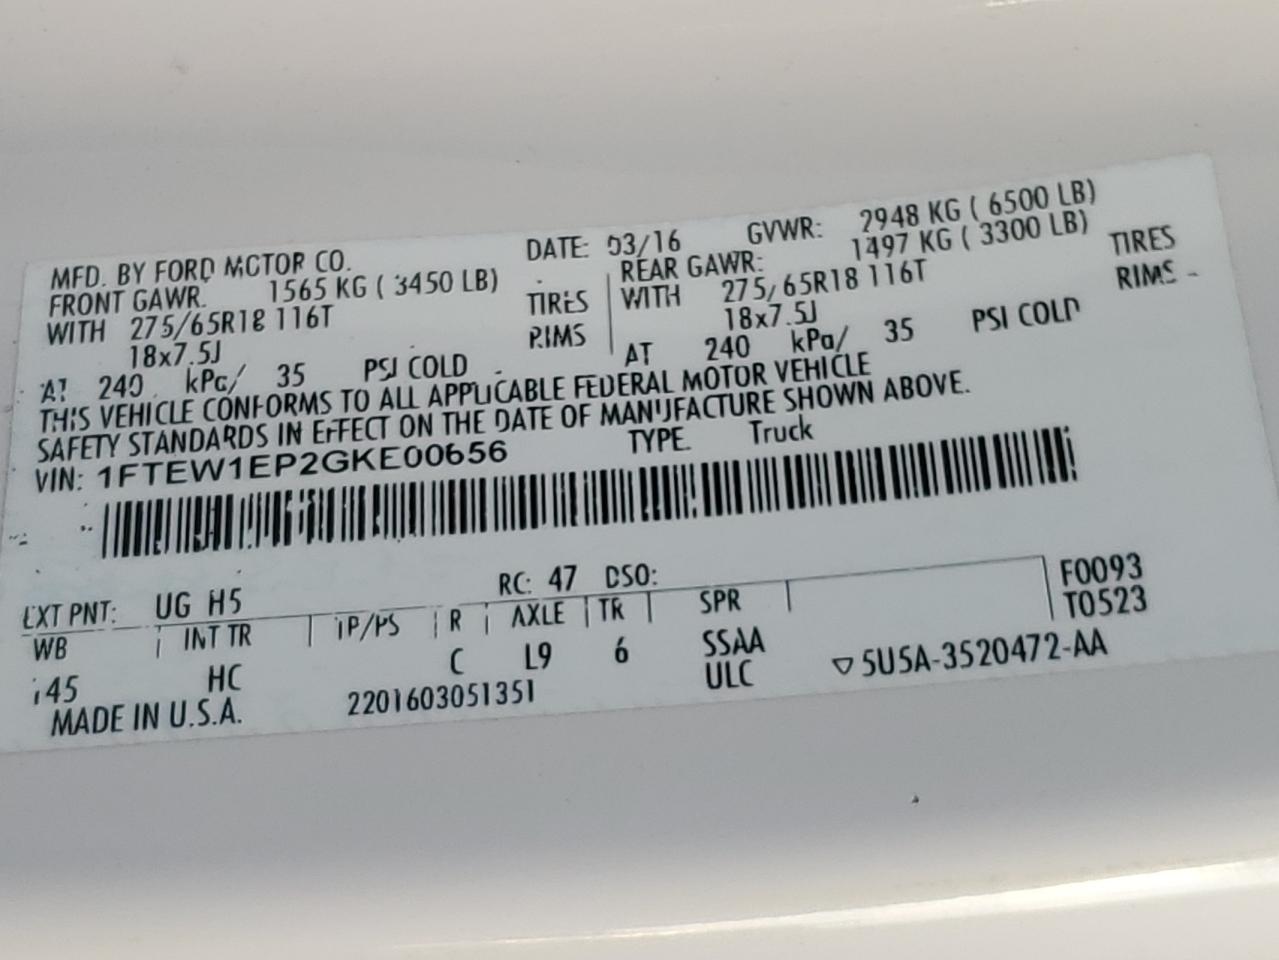 MFD. BY FORD MOTOR CO. DATE: 03/16 GVWR: 2948 KG ( 6500 LB)
FRONT GAWR. 1565 KG ( 3450 LB) REAR GAWR: 1497 KG ( 3300 LB)
WITH 275/65R18 116T TIRES WITH 275/65R18 116T TIRES
18x7.5J RIMS 18x7.5J RIMS
AT 240 kPa/ 35 PSI COLD AT 240 kPa/ 35 PSI COLD
THIS VEHICLE CONFORMS TO ALL APPLICABLE FEDERAL MOTOR VEHICLE
SAFETY STANDARDS IN EFFECT ON THE DATE OF MANUFACTURE SHOWN ABOVE.
VIN: 1FTEW1EP2GKE00656 TYPE Truck
EXT PNT: UG H5 RC: 47 DSO: F0093
WB INT TR TP/PS R AXLE TR SPR T0523
145 HC C L9 6 SSAA
ULC ▽5U5A-3520472-AA
MADE IN U.S.A. 2201603051351